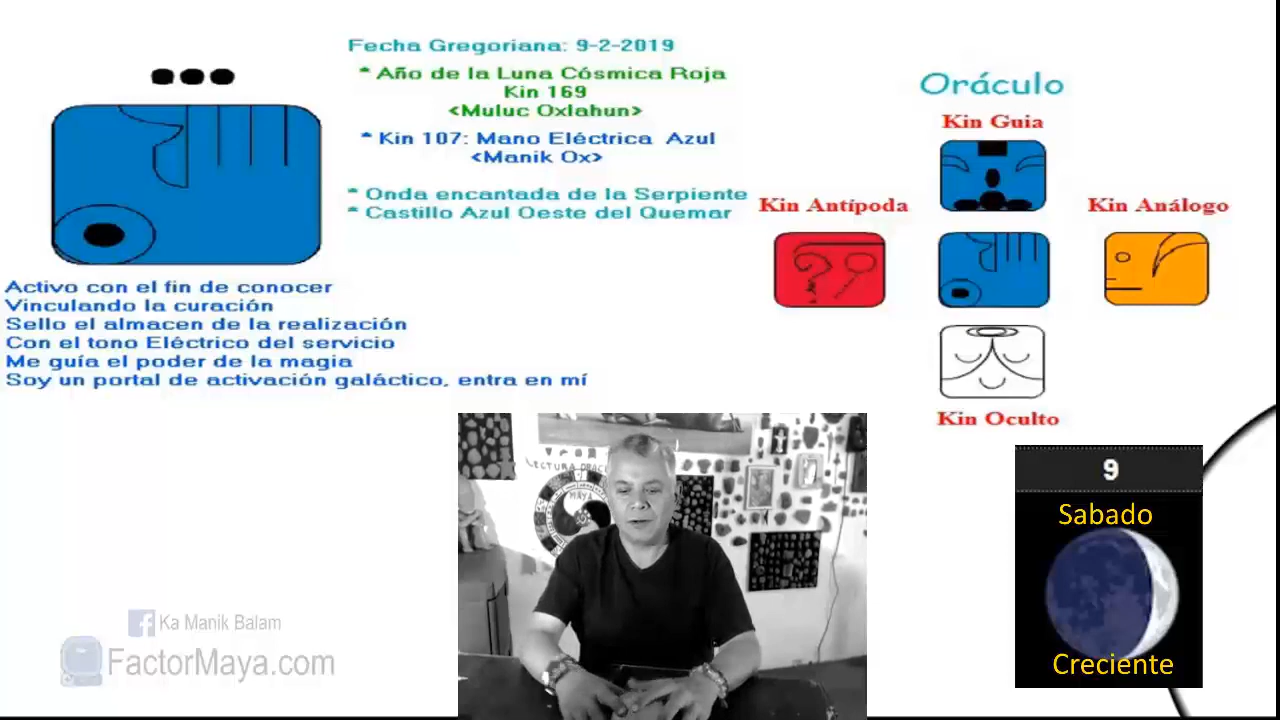 Fecha Gregoriana: 9-2-2019
* Año de la Luna Cósmica Roja
Kin 169
<Muluc Oxlahun>
* Kin 107: Mano Eléctrica Azul
<Manik Ox>
* Onda encantada de la Serpiente
* Castillo Azul Oeste del Quemar
Activo con el fin de conocer
Vinculando la curación
Sello el almacen de la realización
Con el tono Eléctrico del servicio
Me guía el poder de la magia
Soy un portal de activación galáctico, entra en mí
Oráculo
Kin Guia
Kin Antípoda
Kin Análogo
Kin Oculto
LECTURA ORAC
MAYA
9
Sabado
Creciente
Ka Manik Balam
FactorMaya.com